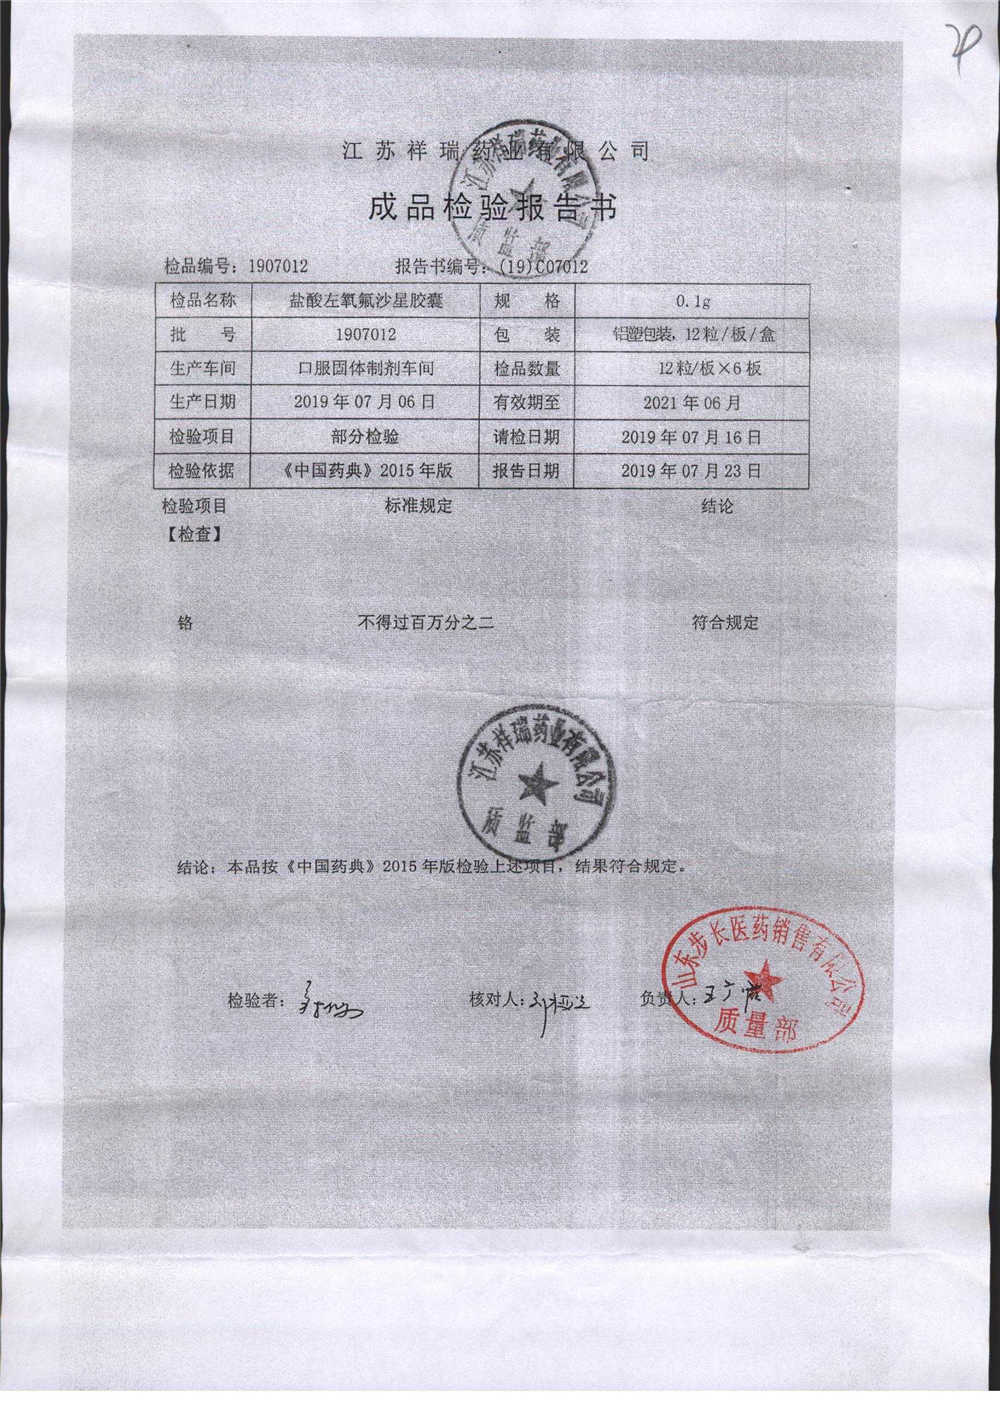 江苏祥瑞药业有限公司
成品检验报告书
检品编号：1907012 报告书编号：(19)C07012
检品名称 盐酸左氧氟沙星胶囊 规 格 0.1g
批 号 1907012 包 装 铝塑包装，12粒/板/盒
生产车间 口服固体制剂车间 检品数量 12粒/板×6板
生产日期 2019年07月06日 有效期至 2021年06月
检验项目 部分检验 请检日期 2019年07月16日
检验依据 《中国药典》2015年版 报告日期 2019年07月23日
检验项目 标准规定 结论
【检查】
铬 不得过百万分之二 符合规定
江苏祥瑞药业有限公司
质监部
结论：本品按《中国药典》2015年版检验上述项目，结果符合规定。
检验者： 核对人： 负责人：
山东步长医药销售有限公司
质量部
江苏祥瑞药业有限公司
质监部